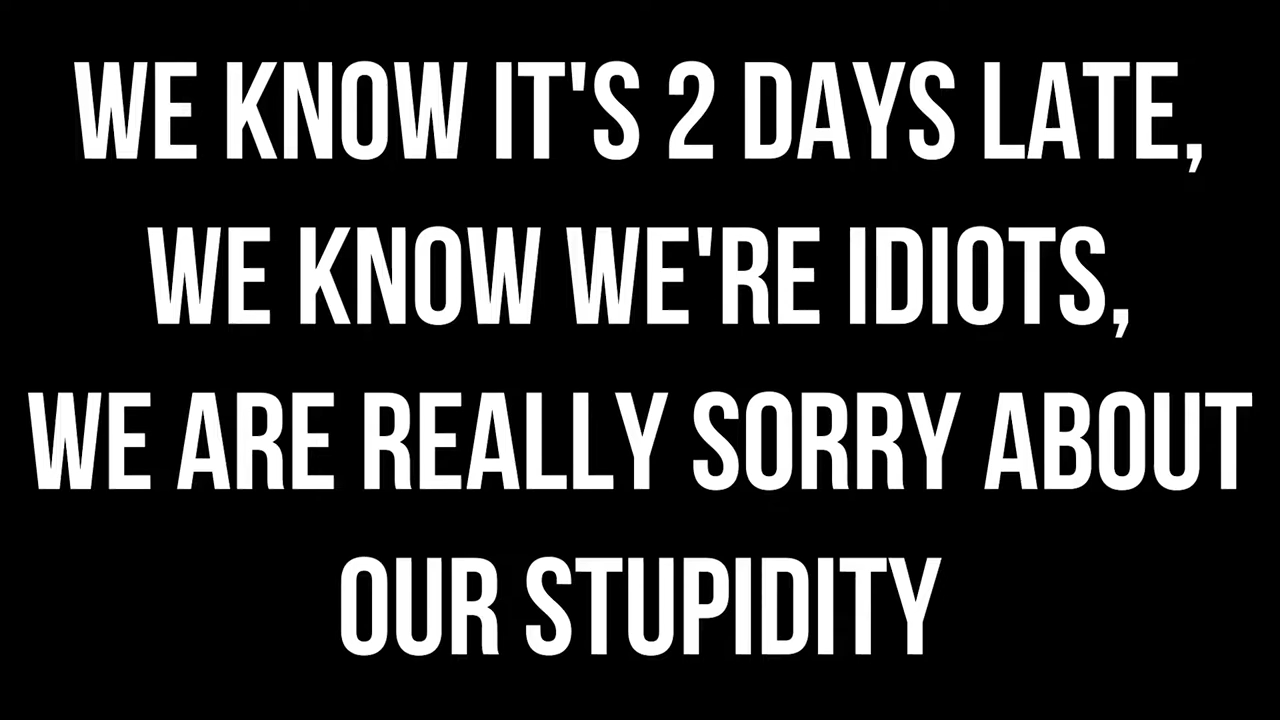 WE KNOW IT'S 2 DAYS LATE,
WE KNOW WE'RE IDIOTS,
WE ARE REALLY SORRY ABOUT
OUR STUPIDITY